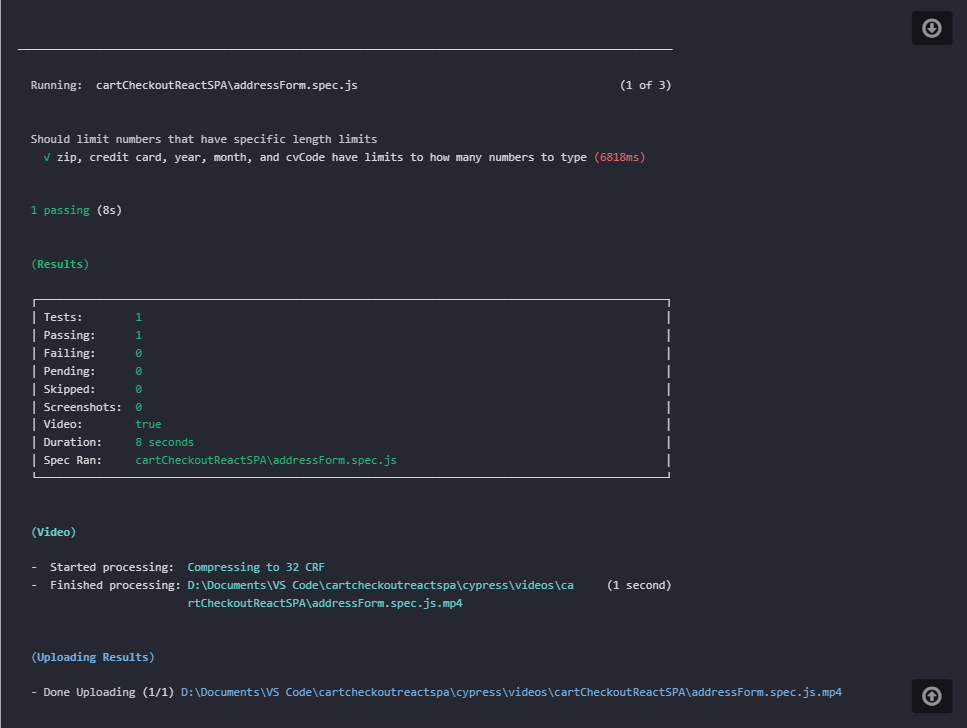 Running:  cartCheckoutReactSPA\addressForm.spec.js (1 of 3)
Should limit numbers that have specific length limits
√ zip, credit card, year, month, and cvCode have limits to how many numbers to type (6818ms)
1 passing (8s)
(Results)
Tests: 1
Passing: 1
Failing: 0
Pending: 0
Skipped: 0
Screenshots: 0
Video: true
Duration: 8 seconds
Spec Ran: cartCheckoutReactSPA\addressForm.spec.js
(Video)
-  Started processing:  Compressing to 32 CRF
-  Finished processing: D:\Documents\VS Code\cartcheckoutreactspa\cypress\videos\ca (1 second)
rtCheckoutReactSPA\addressForm.spec.js.mp4
(Uploading Results)
- Done Uploading (1/1) D:\Documents\VS Code\cartcheckoutreactspa\cypress\videos\cartCheckoutReactSPA\addressForm.spec.js.mp4